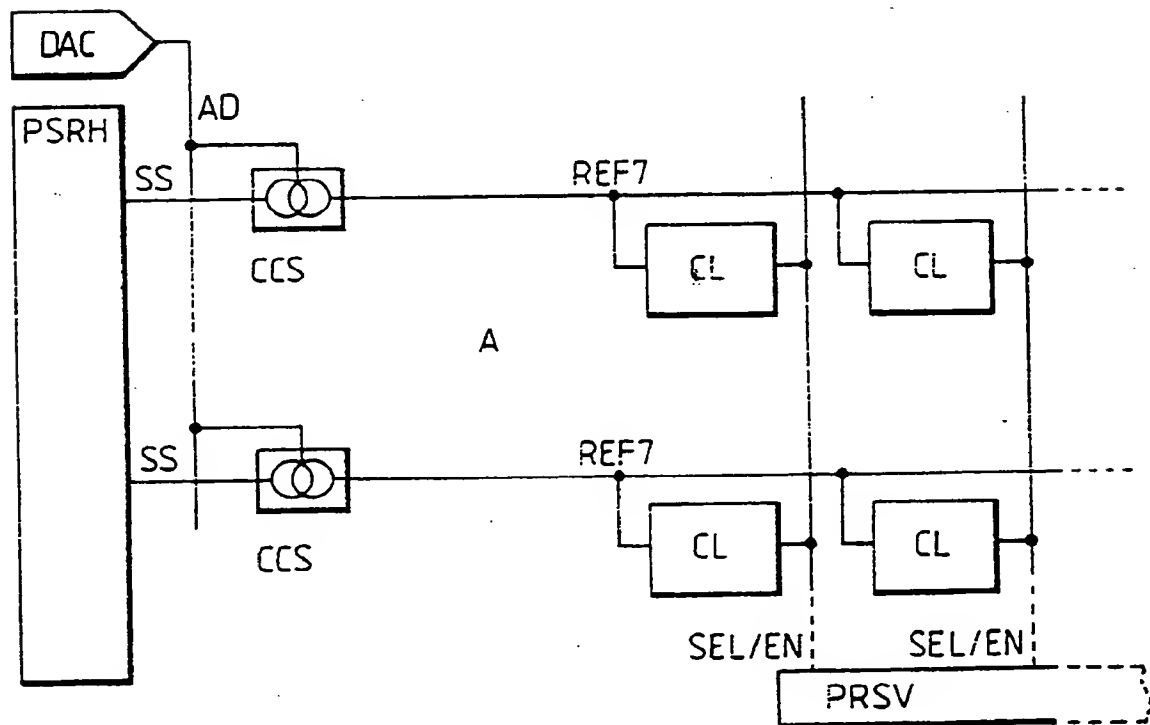 DAC
PSRH
AD
SS
REF7
CCS
CL
CL
A
SS
REF7
CCS
CL
CL
SEL/EN
SEL/EN
PRSV